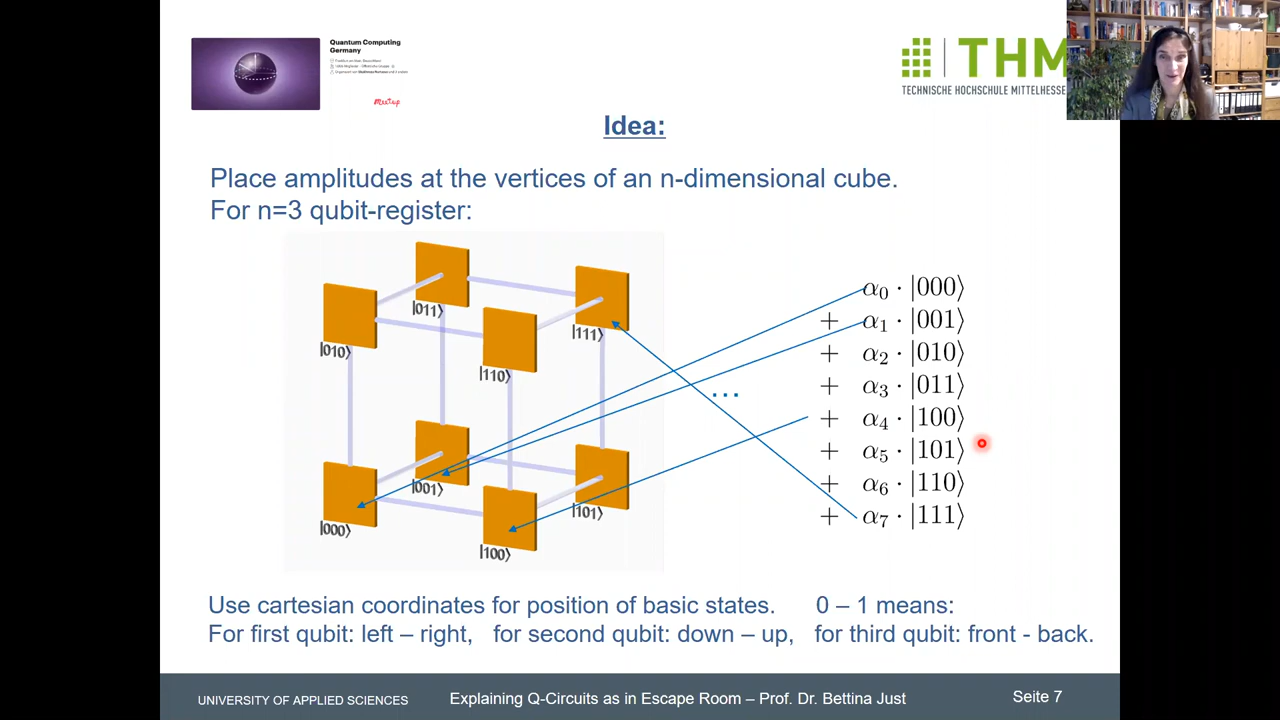 Quantum Computing
Germany
Meetup
THM
TECHNISCHE HOCHSCHULE MITTELHESSE
Idea:
Place amplitudes at the vertices of an n-dimensional cube.
For n=3 qubit-register:
|011⟩
|111⟩
|010⟩
|110⟩
|001⟩
|101⟩
|000⟩
|100⟩
...
α₀ · |000⟩
+ α₁ · |001⟩
+ α₂ · |010⟩
+ α₃ · |011⟩
+ α₄ · |100⟩
+ α₅ · |101⟩
+ α₆ · |110⟩
+ α₇ · |111⟩
Use cartesian coordinates for position of basic states. 0 – 1 means:
For first qubit: left – right, for second qubit: down – up, for third qubit: front - back.
UNIVERSITY OF APPLIED SCIENCES Explaining Q-Circuits as in Escape Room – Prof. Dr. Bettina Just Seite 7